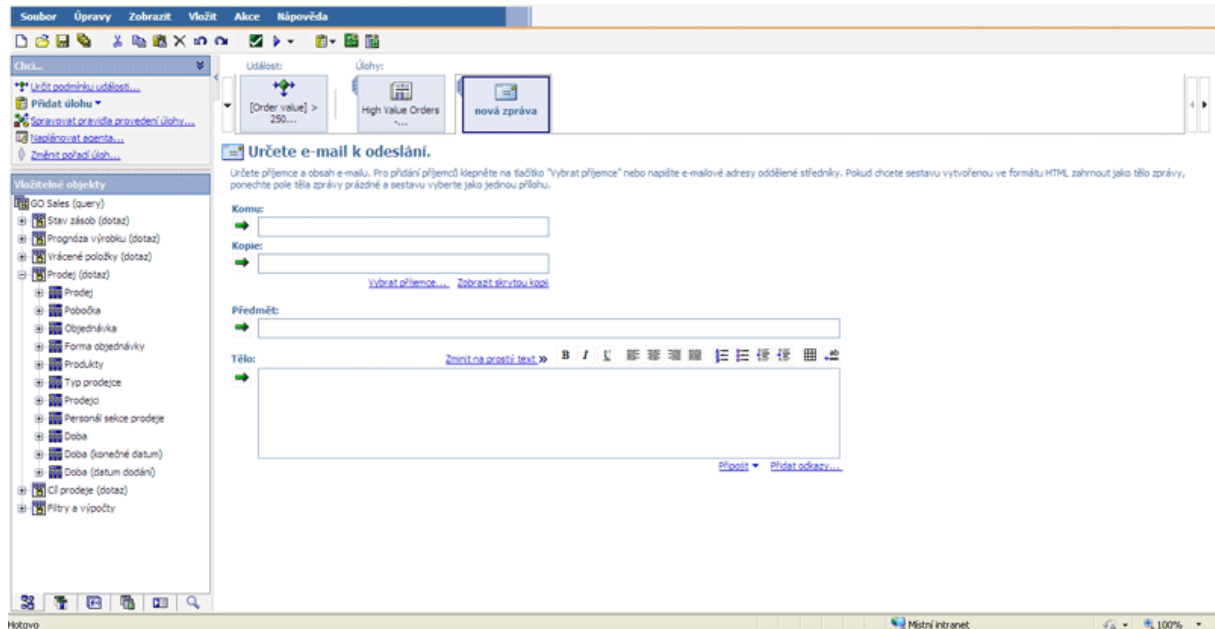 Soubor Úpravy Zobrazit Vložit Akce Nápověda
Chci...
Určit podmínku události...
Přidat úlohu
Spravovat pravidla provedení úlohy...
Naplánovat agenta...
Změnit pořadí úloh...
Vložitelné objekty
GO Sales (query)
Stav zásob (dotaz)
Prognóza výrobku (dotaz)
Vrácené položky (dotaz)
Prodej (dotaz)
Prodej
Pobočka
Objednávka
Forma objednávky
Produkty
Typ prodejce
Prodejci
Personál sekce prodeje
Doba
Doba (konečné datum)
Doba (datum dodání)
Cíl prodeje (dotaz)
Filtry a výpočty
Událost: Úlohy:
[Order value] >
250...
High Value Orders
-...
nová zpráva
Určete e-mail k odeslání.
Určete příjemce a obsah e-mailu. Pro přidání příjemců klepněte na tlačítko "Vybrat příjemce" nebo napište e-mailové adresy oddělené středníky. Pokud chcete sestavu vytvořenou ve formátu HTML zahrnout jako tělo zprávy,
ponechte pole těla zprávy prázdné a sestavu vyberte jako jedinou přílohu.
Komu:
Kopie:
Vybrat příjemce... Zobrazit skrytou kopii
Předmět:
Tělo:
Změnit na prostý text »
B I U
Připojit Přidat odkazy...
Hotovo
Místní intranet
100%